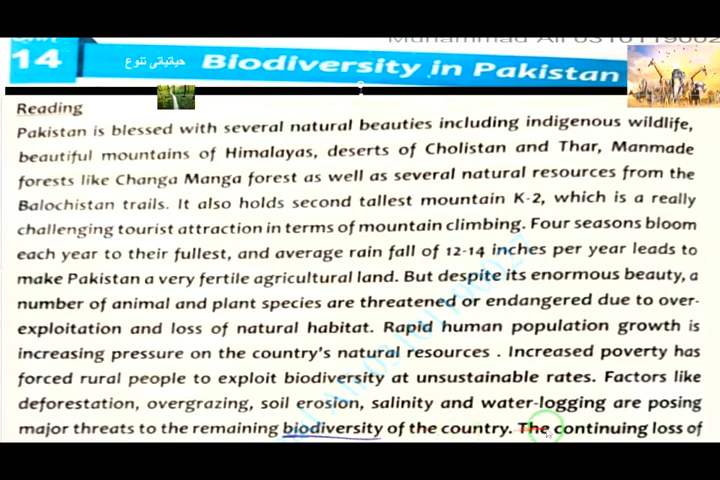 14 حیاتیاتی تنوع Biodiversity in Pakistan
Reading
Pakistan is blessed with several natural beauties including indigenous wildlife,
beautiful mountains of Himalayas, deserts of Cholistan and Thar, Manmade
forests like Changa Manga forest as well as several natural resources from the
Balochistan trails. It also holds second tallest mountain K-2, which is a really
challenging tourist attraction in terms of mountain climbing. Four seasons bloom
each year to their fullest, and average rain fall of 12-14 inches per year leads to
make Pakistan a very fertile agricultural land. But despite its enormous beauty, a
number of animal and plant species are threatened or endangered due to over-
exploitation and loss of natural habitat. Rapid human population growth is
increasing pressure on the country's natural resources . Increased poverty has
forced rural people to exploit biodiversity at unsustainable rates. Factors like
deforestation, overgrazing, soil erosion, salinity and water-logging are posing
major threats to the remaining biodiversity of the country. The continuing loss of